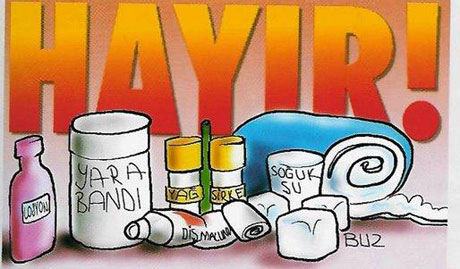 HAYIR!
LOSYON
YARA
BANDI
YAĞ
SİRKE
DİŞ MACUNU
SOĞUK
SU
BUZ